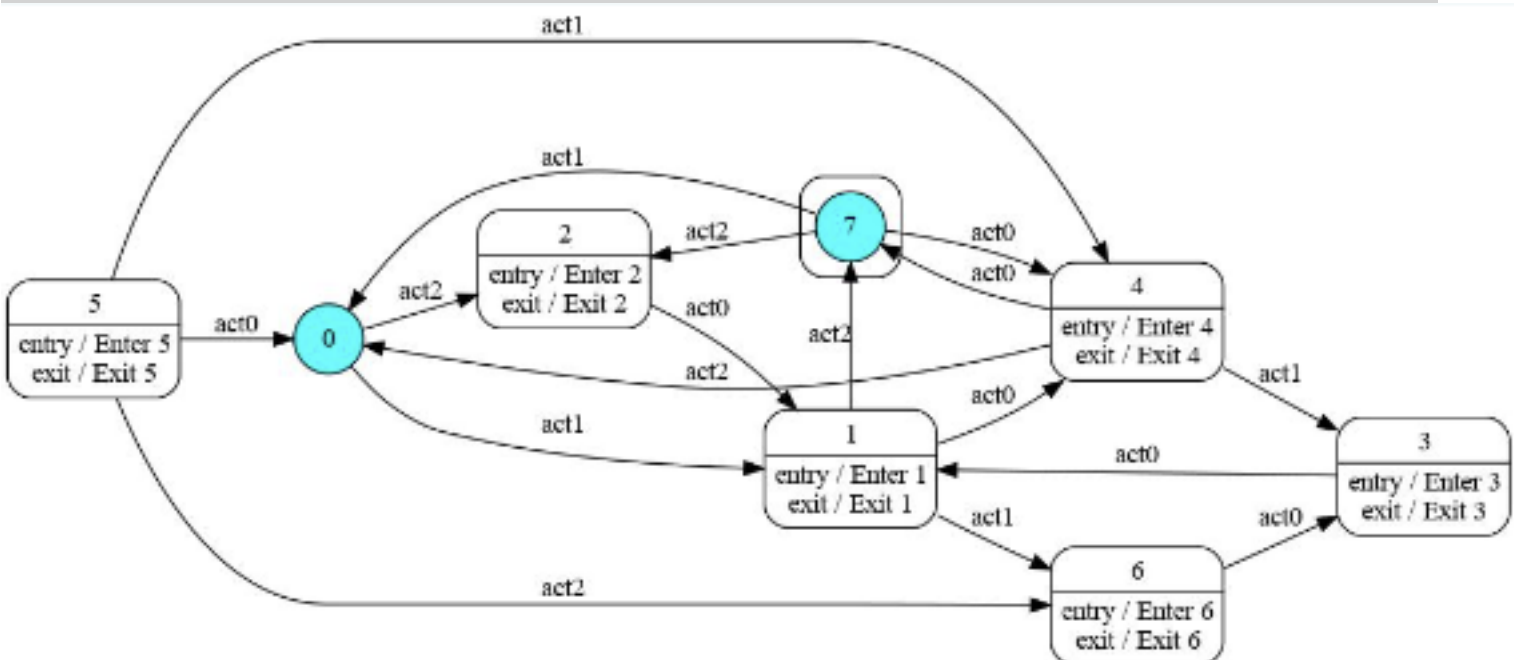 act1
act1
7
2
entry / Enter 2
exit / Exit 2
act2
act0
act0
4
entry / Enter 4
exit / Exit 4
5
entry / Enter 5
exit / Exit 5
act0
0
act2
act0
act2
act2
act0
act1
act1
1
entry / Enter 1
exit / Exit 1
act0
3
entry / Enter 3
exit / Exit 3
act1
act0
6
entry / Enter 6
exit / Exit 6
act2